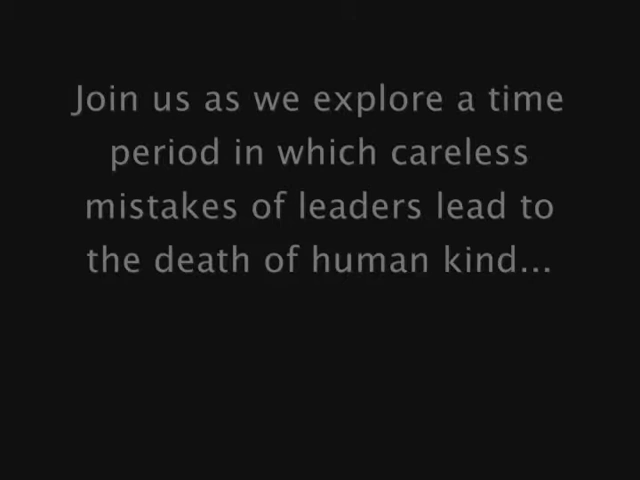 Join us as we explore a time
period in which careless
mistakes of leaders lead to
the death of human kind...